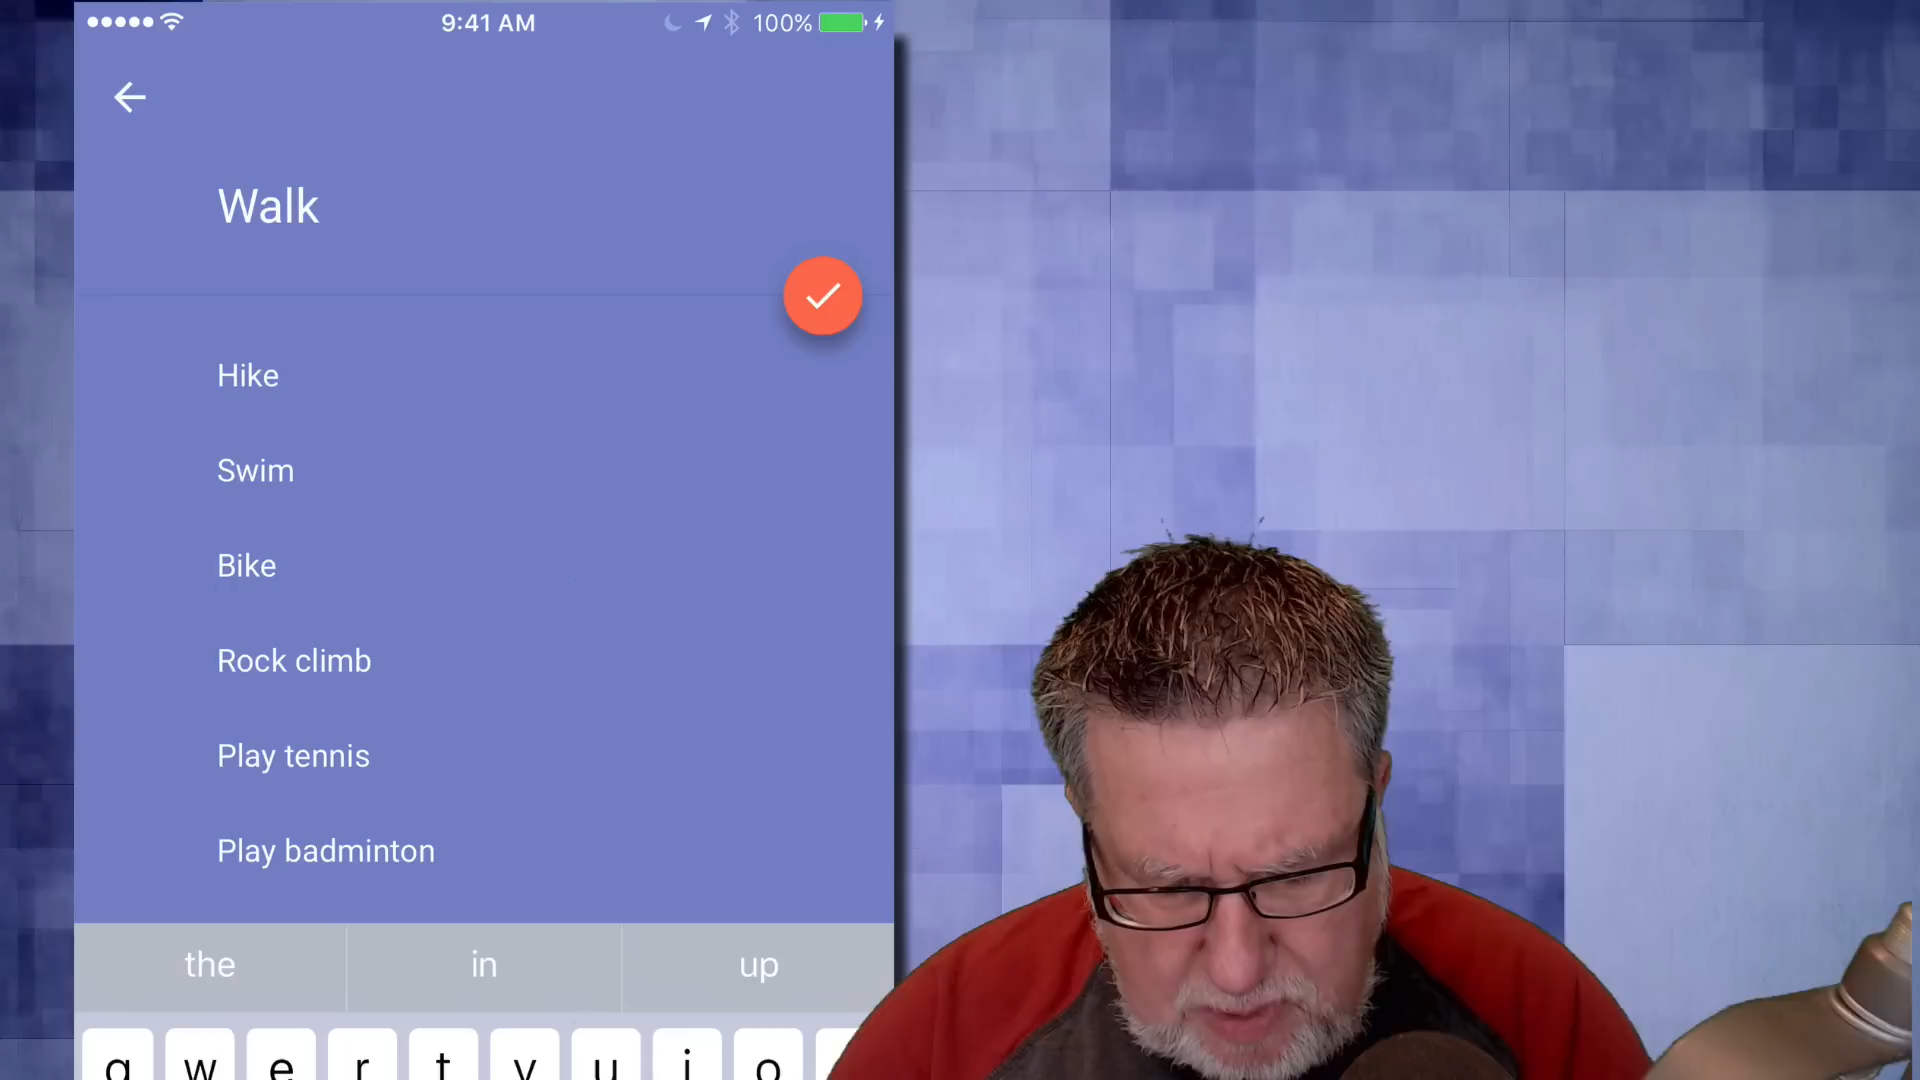 9:41 AM
100%
Walk
Hike
Swim
Bike
Rock climb
Play tennis
Play badminton
the in up
q w e r t y u i o